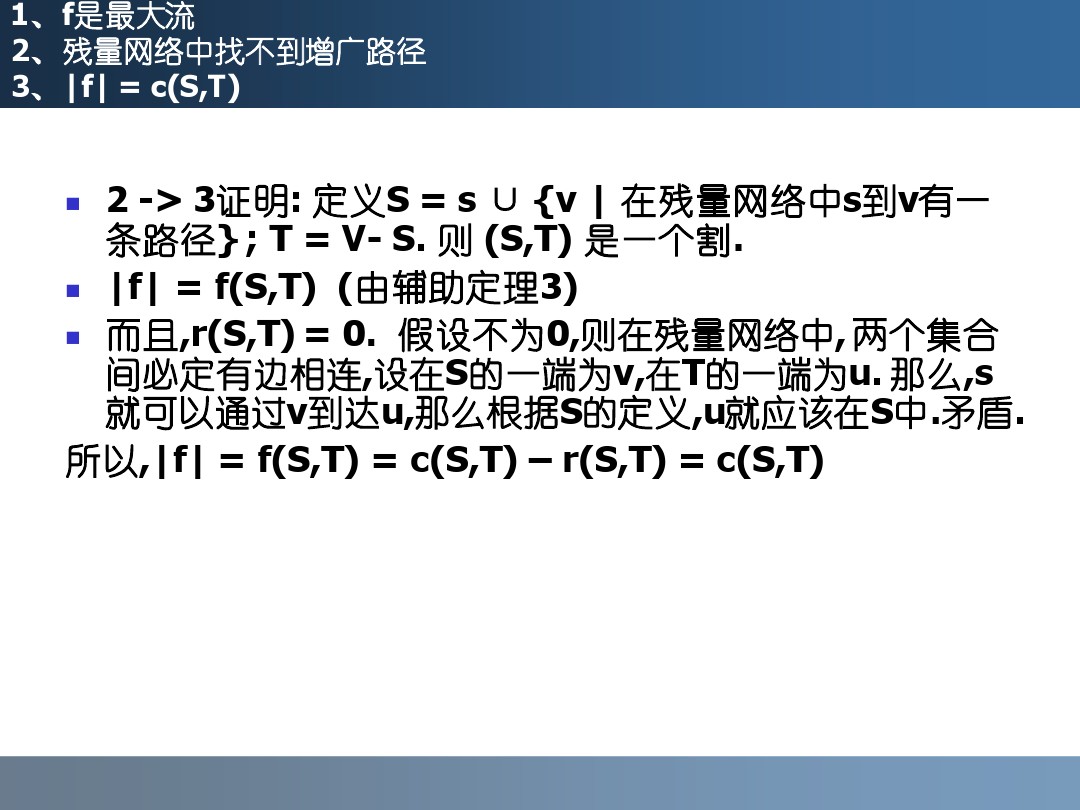 1、f是最大流
2、残量网络中找不到增广路径
3、|f| = c(S,T)
2 -> 3证明: 定义S = s ∪ {v | 在残量网络中s到v有一
条路径}; T = V- S. 则 (S,T) 是一个割.
|f| = f(S,T) (由辅助定理3)
而且,r(S,T) = 0. 假设不为0,则在残量网络中,两个集合
间必定有边相连,设在S的一端为v,在T的一端为u. 那么,s
就可以通过v到达u,那么根据S的定义,u就应该在S中.矛盾.
所以,|f| = f(S,T) = c(S,T) – r(S,T) = c(S,T)